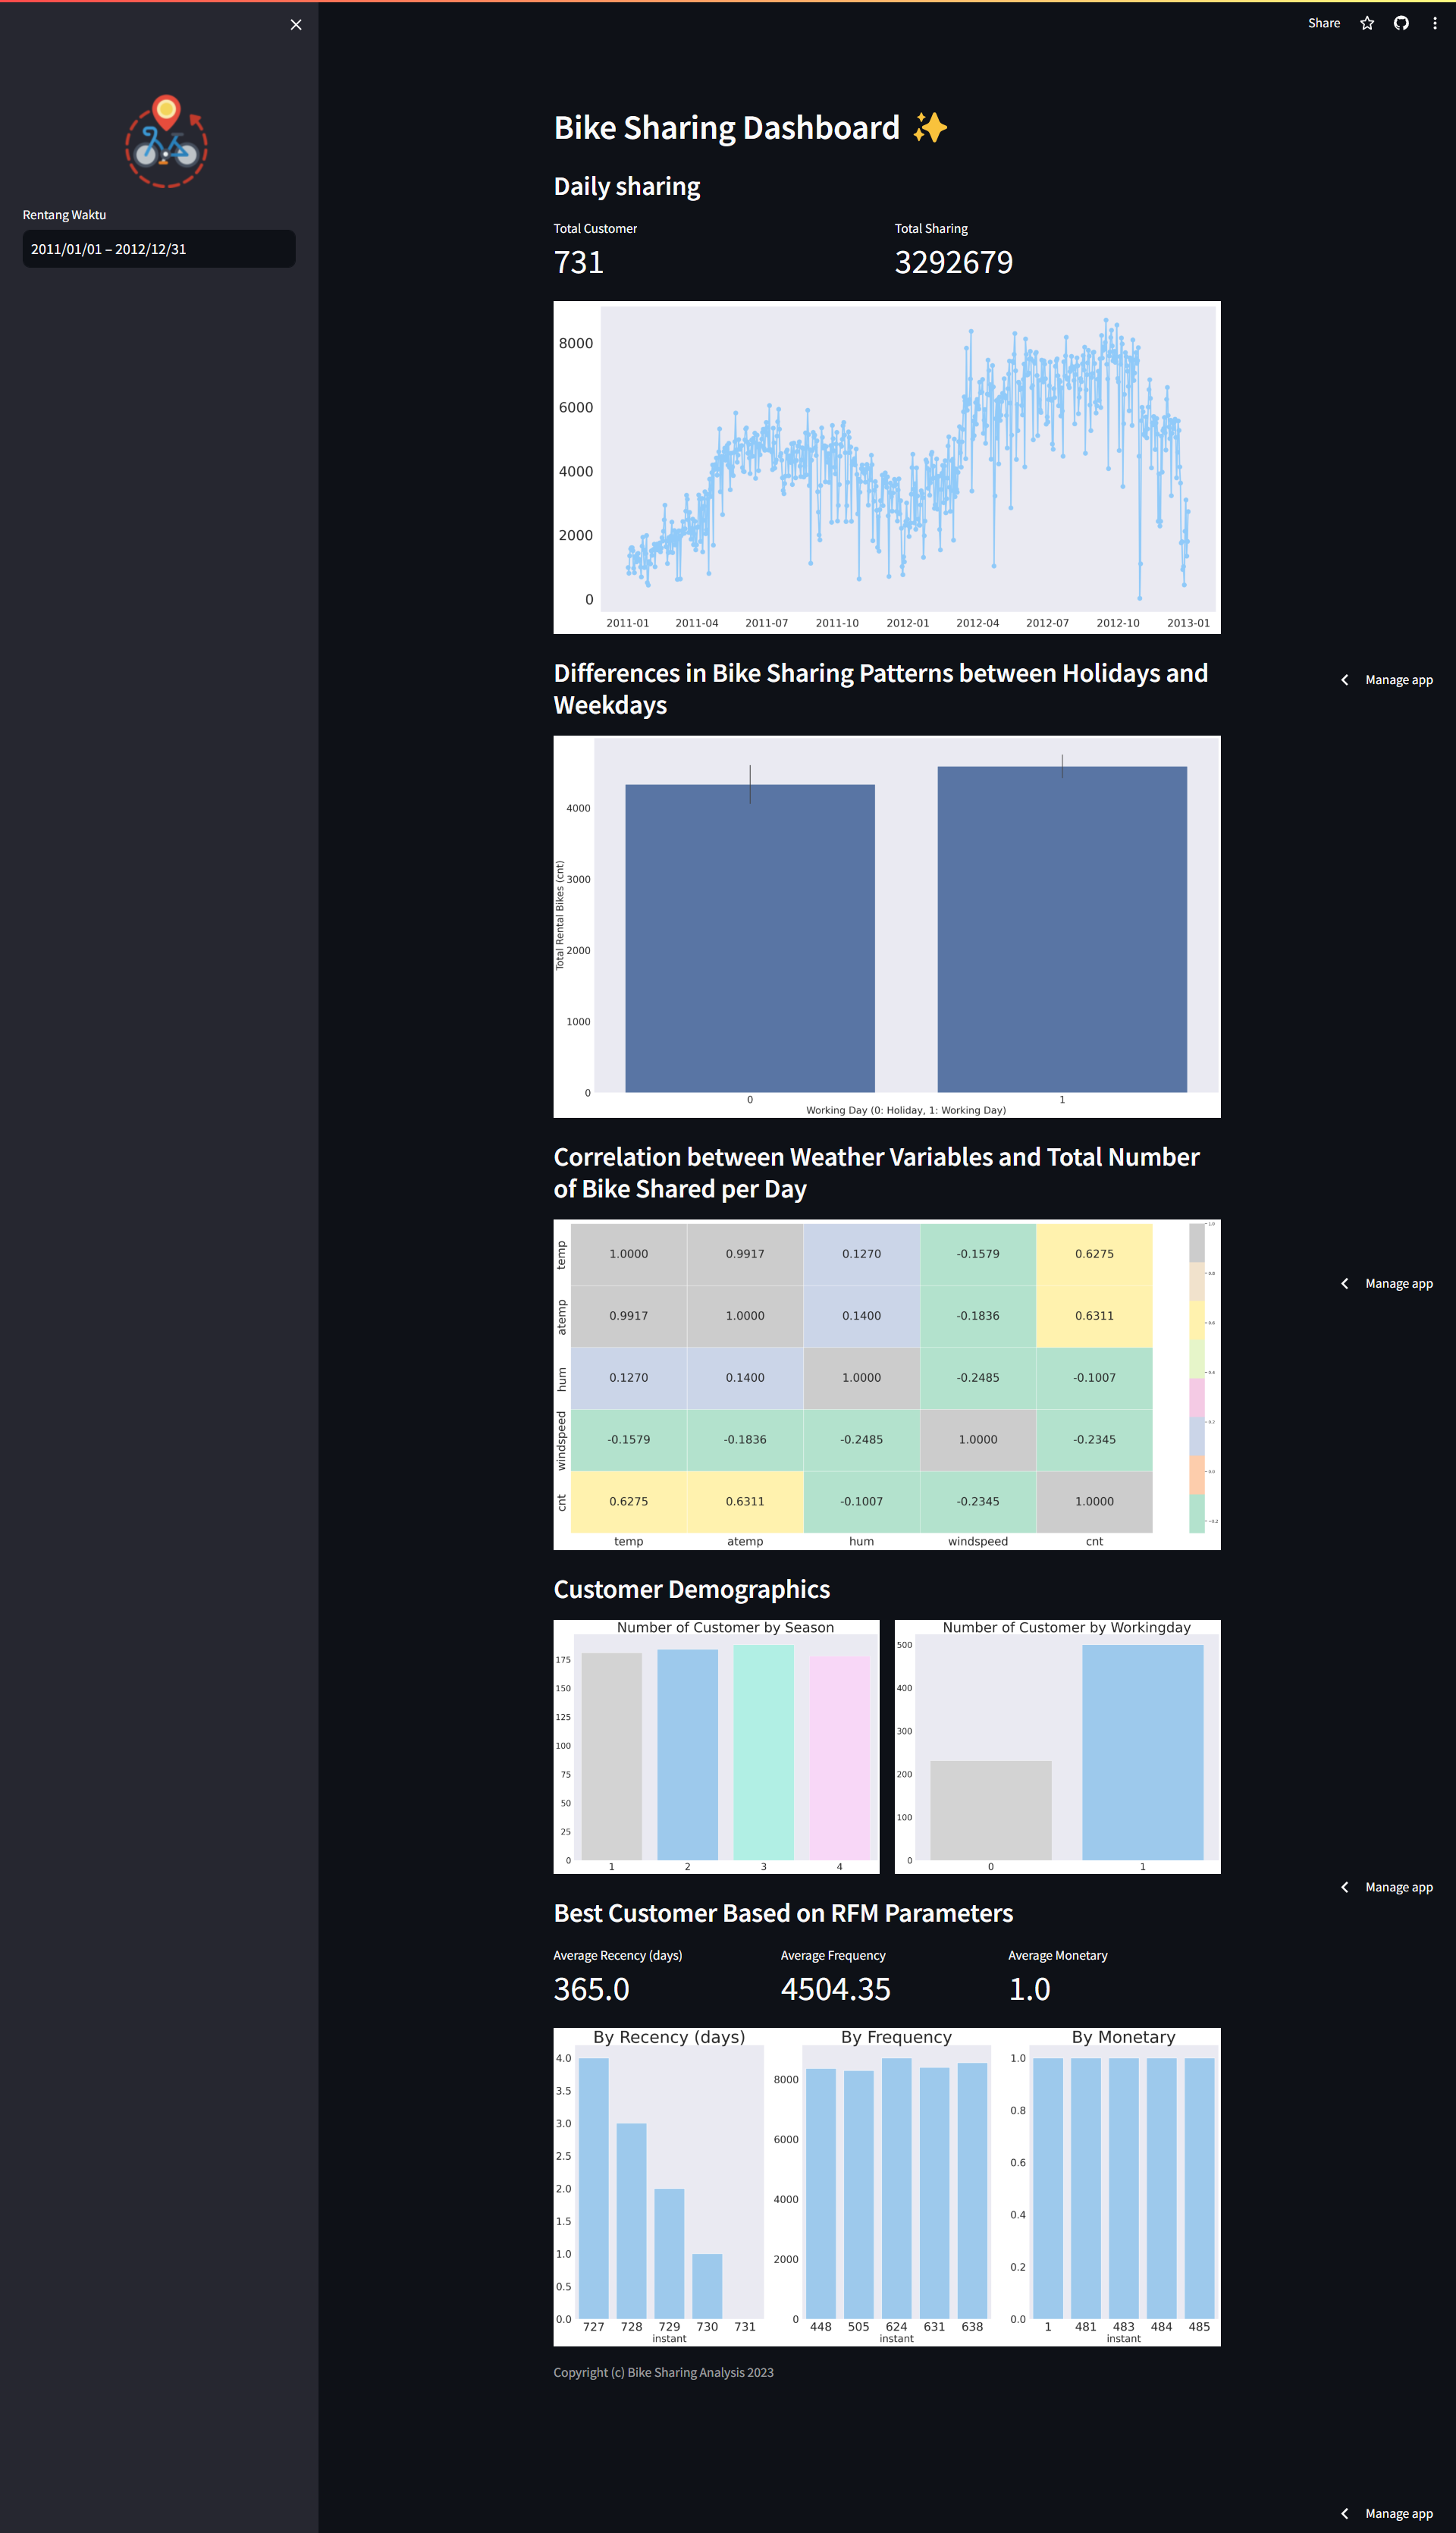 Share
Rentang Waktu
2011/01/01 – 2012/12/31
Bike Sharing Dashboard ✨
Daily sharing
Total Customer
731
Total Sharing
3292679
8000
6000
4000
2000
0
2011-01 2011-04 2011-07 2011-10 2012-01 2012-04 2012-07 2012-10 2013-01
Differences in Bike Sharing Patterns between Holidays and
Weekdays
Manage app
Total Rental Bikes (cnt)
4000
3000
2000
1000
0
0 1
Working Day (0: Holiday, 1: Working Day)
Correlation between Weather Variables and Total Number
of Bike Shared per Day
temp 1.0000 0.9917 0.1270 -0.1579 0.6275
atemp 0.9917 1.0000 0.1400 -0.1836 0.6311
hum 0.1270 0.1400 1.0000 -0.2485 -0.1007
windspeed -0.1579 -0.1836 -0.2485 1.0000 -0.2345
cnt 0.6275 0.6311 -0.1007 -0.2345 1.0000
temp atemp hum windspeed cnt
1.0
0.8
0.6
0.4
0.2
0.0
−0.2
Manage app
Customer Demographics
Number of Customer by Season
175
150
125
100
75
50
25
0
1 2 3 4
Number of Customer by Workingday
500
400
300
200
100
0
0 1
Manage app
Best Customer Based on RFM Parameters
Average Recency (days)
365.0
Average Frequency
4504.35
Average Monetary
1.0
By Recency (days)
4.0
3.5
3.0
2.5
2.0
1.5
1.0
0.5
0.0
727 728 729 730 731
instant
By Frequency
8000
6000
4000
2000
0
448 505 624 631 638
instant
By Monetary
1.0
0.8
0.6
0.4
0.2
0.0
1 481 483 484 485
instant
Copyright (c) Bike Sharing Analysis 2023
Manage app